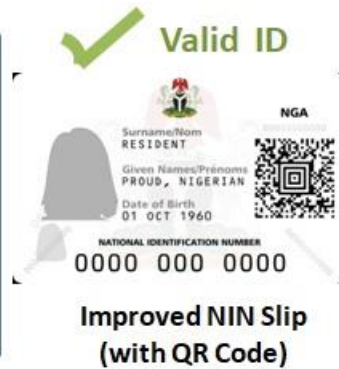 Valid ID
NGA
Surname/Nom
RESIDENT
Given Names/Prénoms
PROUD, NIGERIAN
Date of Birth
01 OCT 1960
NATIONAL IDENTIFICATION NUMBER
0000 000 0000
Improved NIN Slip
(with QR Code)